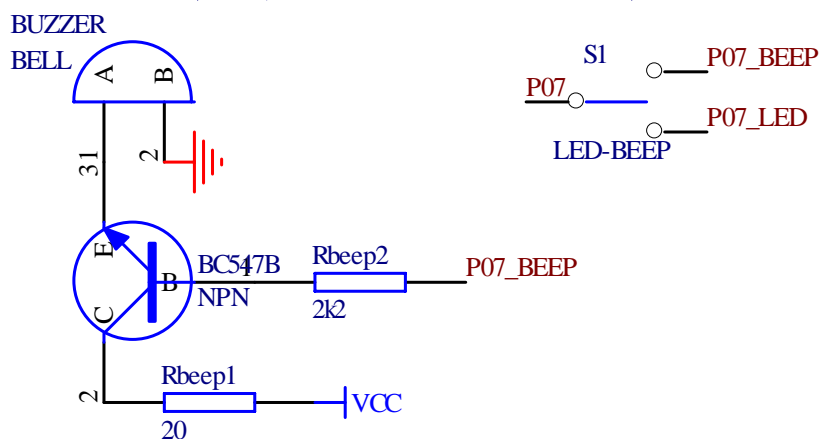 BUZZER
BELL
A
B
31
2
E
C
B
BC547B
1
NPN
Rbeep2
2k2
P07_BEEP
2
Rbeep1
20
VCC
S1
P07
P07_BEEP
P07_LED
LED-BEEP